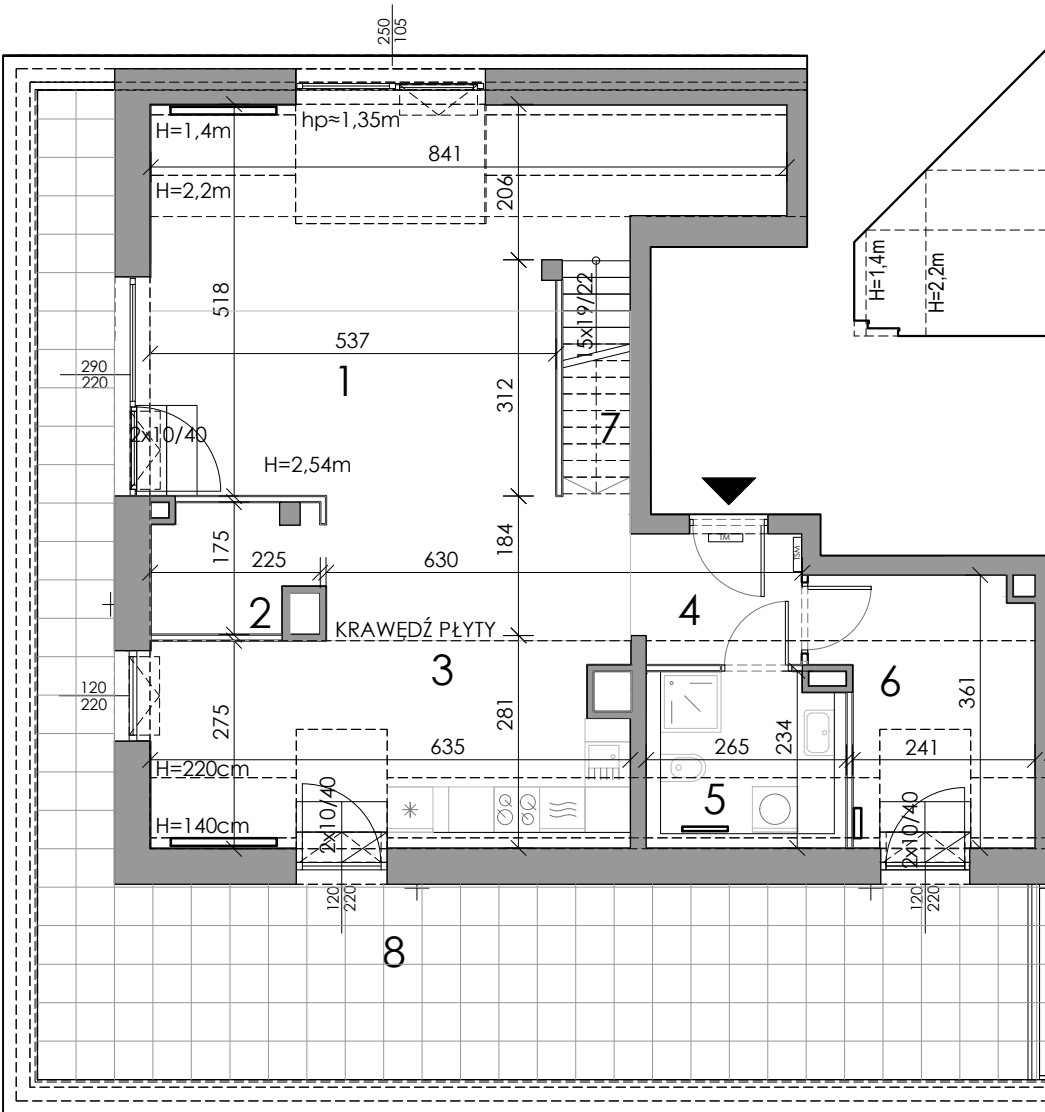 250
105
H=1,4m
hp≈1,35m
841
H=2,2m
206
H=1,4m
H=2,2m
518
15x19/22
537
290
220
1
312
7
2x10/40
H=2,54m
175
184
TM
TSM
225
630
2
4
KRAWĘDŹ PŁYTY
3
6
120
220
275
281
361
635
265
234
241
H=220cm
5
H=140cm
2x10/40
2x10/40
120
220
120
220
8